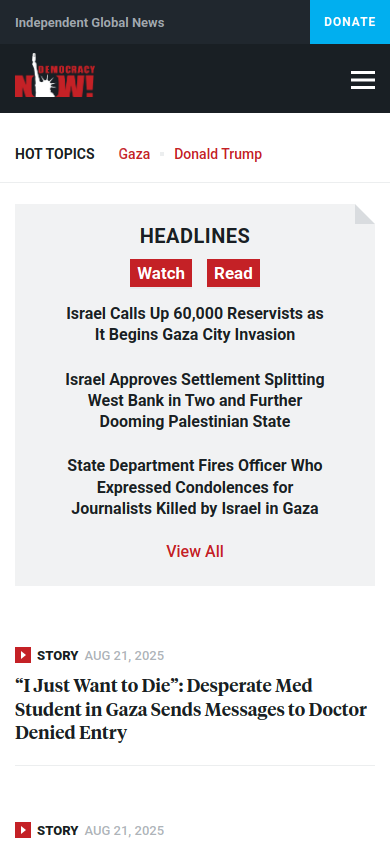 Independent Global News
DONATE
DEMOCRACY
NOW!
HOT TOPICS
Gaza
Donald Trump
HEADLINES
Watch
Read
Israel Calls Up 60,000 Reservists as
It Begins Gaza City Invasion
Israel Approves Settlement Splitting
West Bank in Two and Further
Dooming Palestinian State
State Department Fires Officer Who
Expressed Condolences for
Journalists Killed by Israel in Gaza
View All
STORY AUG 21, 2025
“I Just Want to Die”: Desperate Med
Student in Gaza Sends Messages to Doctor
Denied Entry
STORY AUG 21, 2025